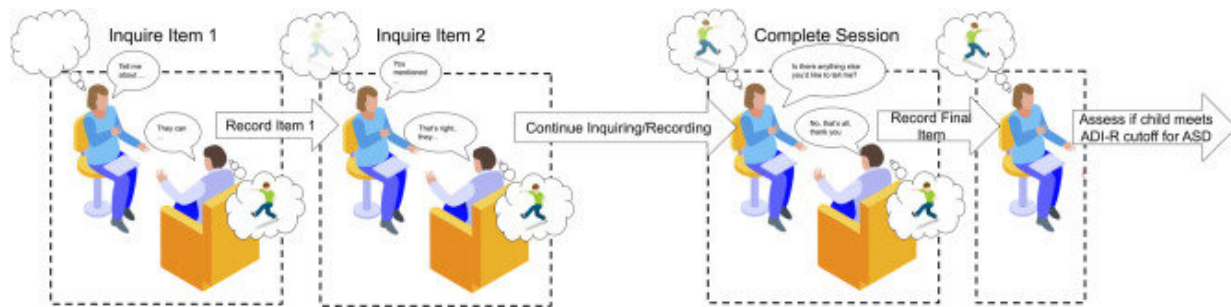 Inquire Item 1
Tell me
about....
They can
...
Record Item 1
Inquire Item 2
You
mentioned
...
That's right,
they...
Continue Inquiring/Recording
Complete Session
Is there anything else
you'd like to tell me?
No, that's all,
thank you
Record Final
Item
Assess if child meets
ADI-R cutoff for ASD